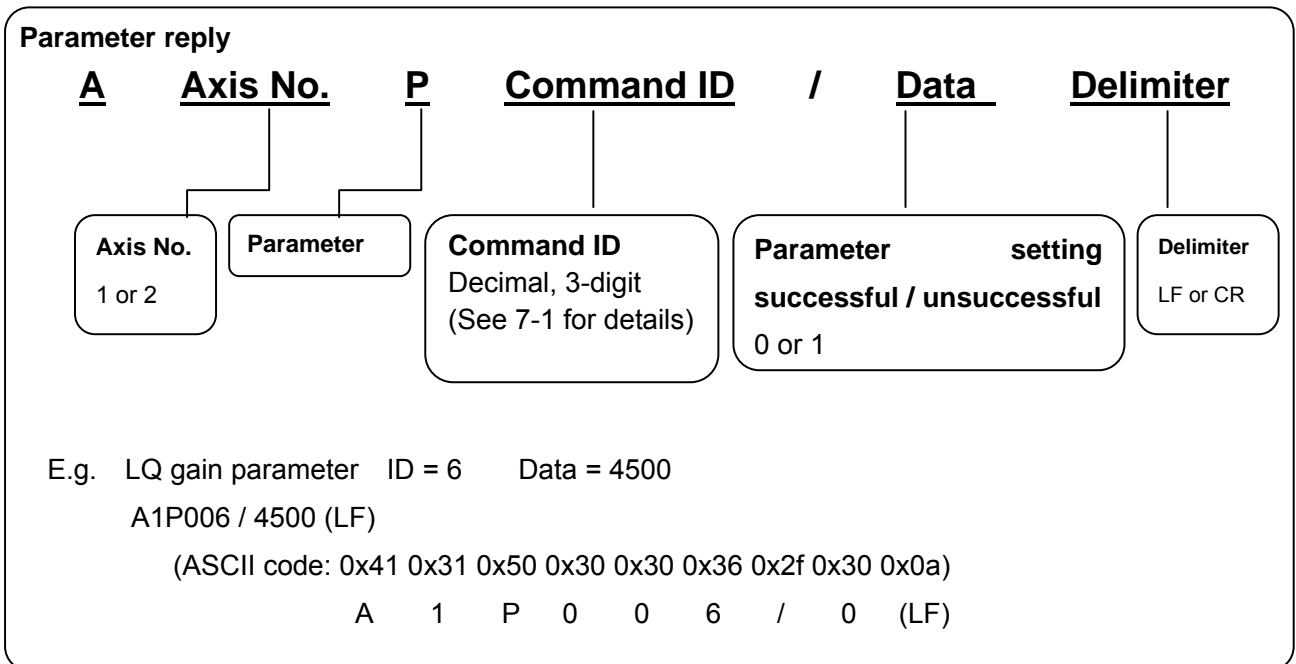 Parameter reply
A Axis No. P Command ID / Data Delimiter
Axis No.
1 or 2
Parameter
Command ID
Decimal, 3-digit
(See 7-1 for details)
Parameter setting
successful / unsuccessful
0 or 1
Delimiter
LF or CR
E.g. LQ gain parameter ID = 6 Data = 4500
A1P006 / 4500 (LF)
(ASCII code: 0x41 0x31 0x50 0x30 0x30 0x36 0x2f 0x30 0x0a)
A 1 P 0 0 6 / 0 (LF)